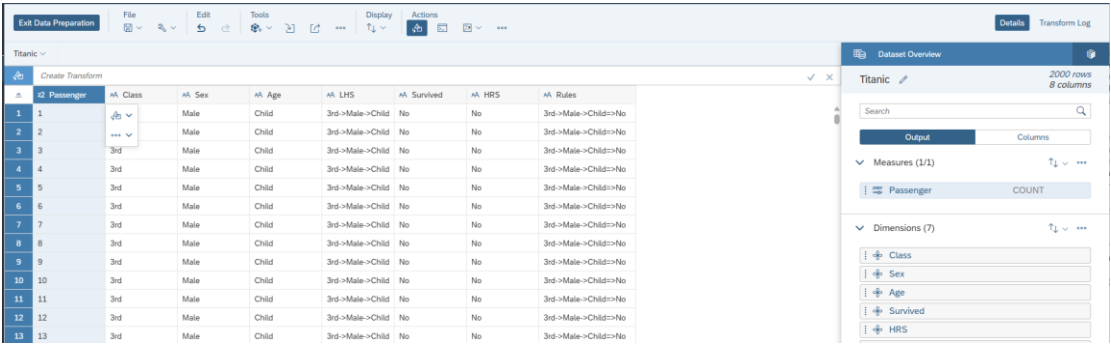 Exit Data Preparation
File
Edit
Tools
Display
Actions
Details
Transform Log
Titanic
Create Transform
Passenger Class Sex Age LHS Survived HRS Rules
1 1 Male Child 3rd->Male->Child No No 3rd->Male->Child=>No
2 2 Male Child 3rd->Male->Child No No 3rd->Male->Child=>No
3 3 3rd Male Child 3rd->Male->Child No No 3rd->Male->Child=>No
4 4 3rd Male Child 3rd->Male->Child No No 3rd->Male->Child=>No
5 5 3rd Male Child 3rd->Male->Child No No 3rd->Male->Child=>No
6 6 3rd Male Child 3rd->Male->Child No No 3rd->Male->Child=>No
7 7 3rd Male Child 3rd->Male->Child No No 3rd->Male->Child=>No
8 8 3rd Male Child 3rd->Male->Child No No 3rd->Male->Child=>No
9 9 3rd Male Child 3rd->Male->Child No No 3rd->Male->Child=>No
10 10 3rd Male Child 3rd->Male->Child No No 3rd->Male->Child=>No
11 11 3rd Male Child 3rd->Male->Child No No 3rd->Male->Child=>No
12 12 3rd Male Child 3rd->Male->Child No No 3rd->Male->Child=>No
13 13 3rd Male Child 3rd->Male->Child No No 3rd->Male->Child=>No
Dataset Overview
Titanic
2000 rows
8 columns
Search
Output
Columns
Measures (1/1)
Passenger COUNT
Dimensions (7)
Class
Sex
Age
Survived
HRS